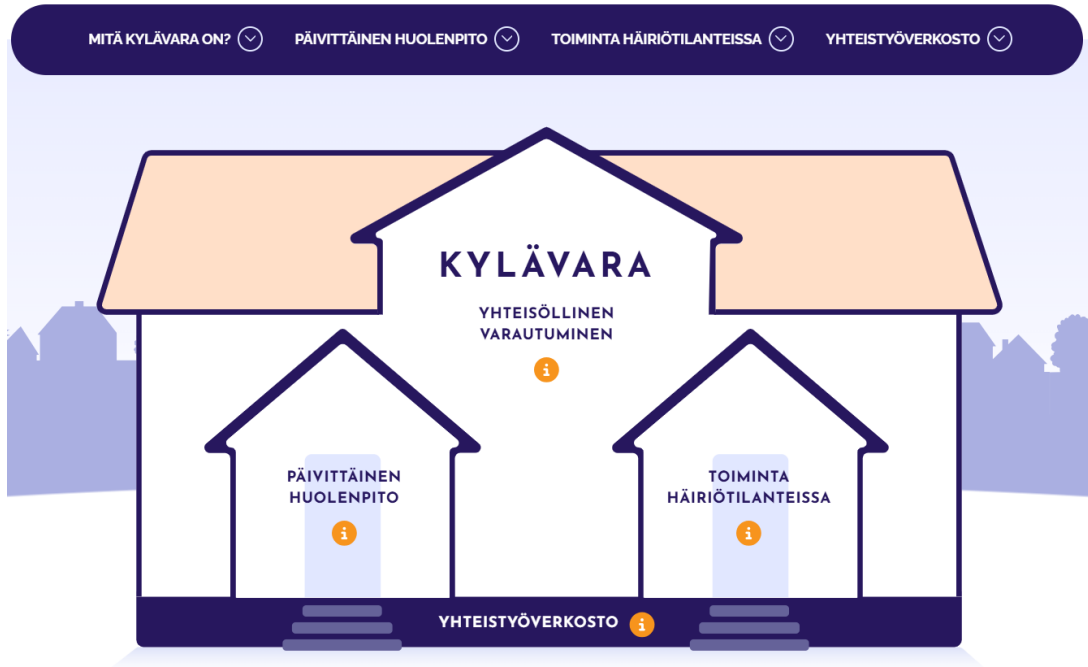 MITÄ KYLÄVARA ON? PÄIVITTÄINEN HUOLENPITO TOIMINTA HÄIRIÖTILANTEISSA YHTEISTYÖVERKOSTO
KYLÄVARA
YHTEISÖLLINEN
VARAUTUMINEN
PÄIVITTÄINEN
HUOLENPITO
TOIMINTA
HÄIRIÖTILANTEISSA
YHTEISTYÖVERKOSTO